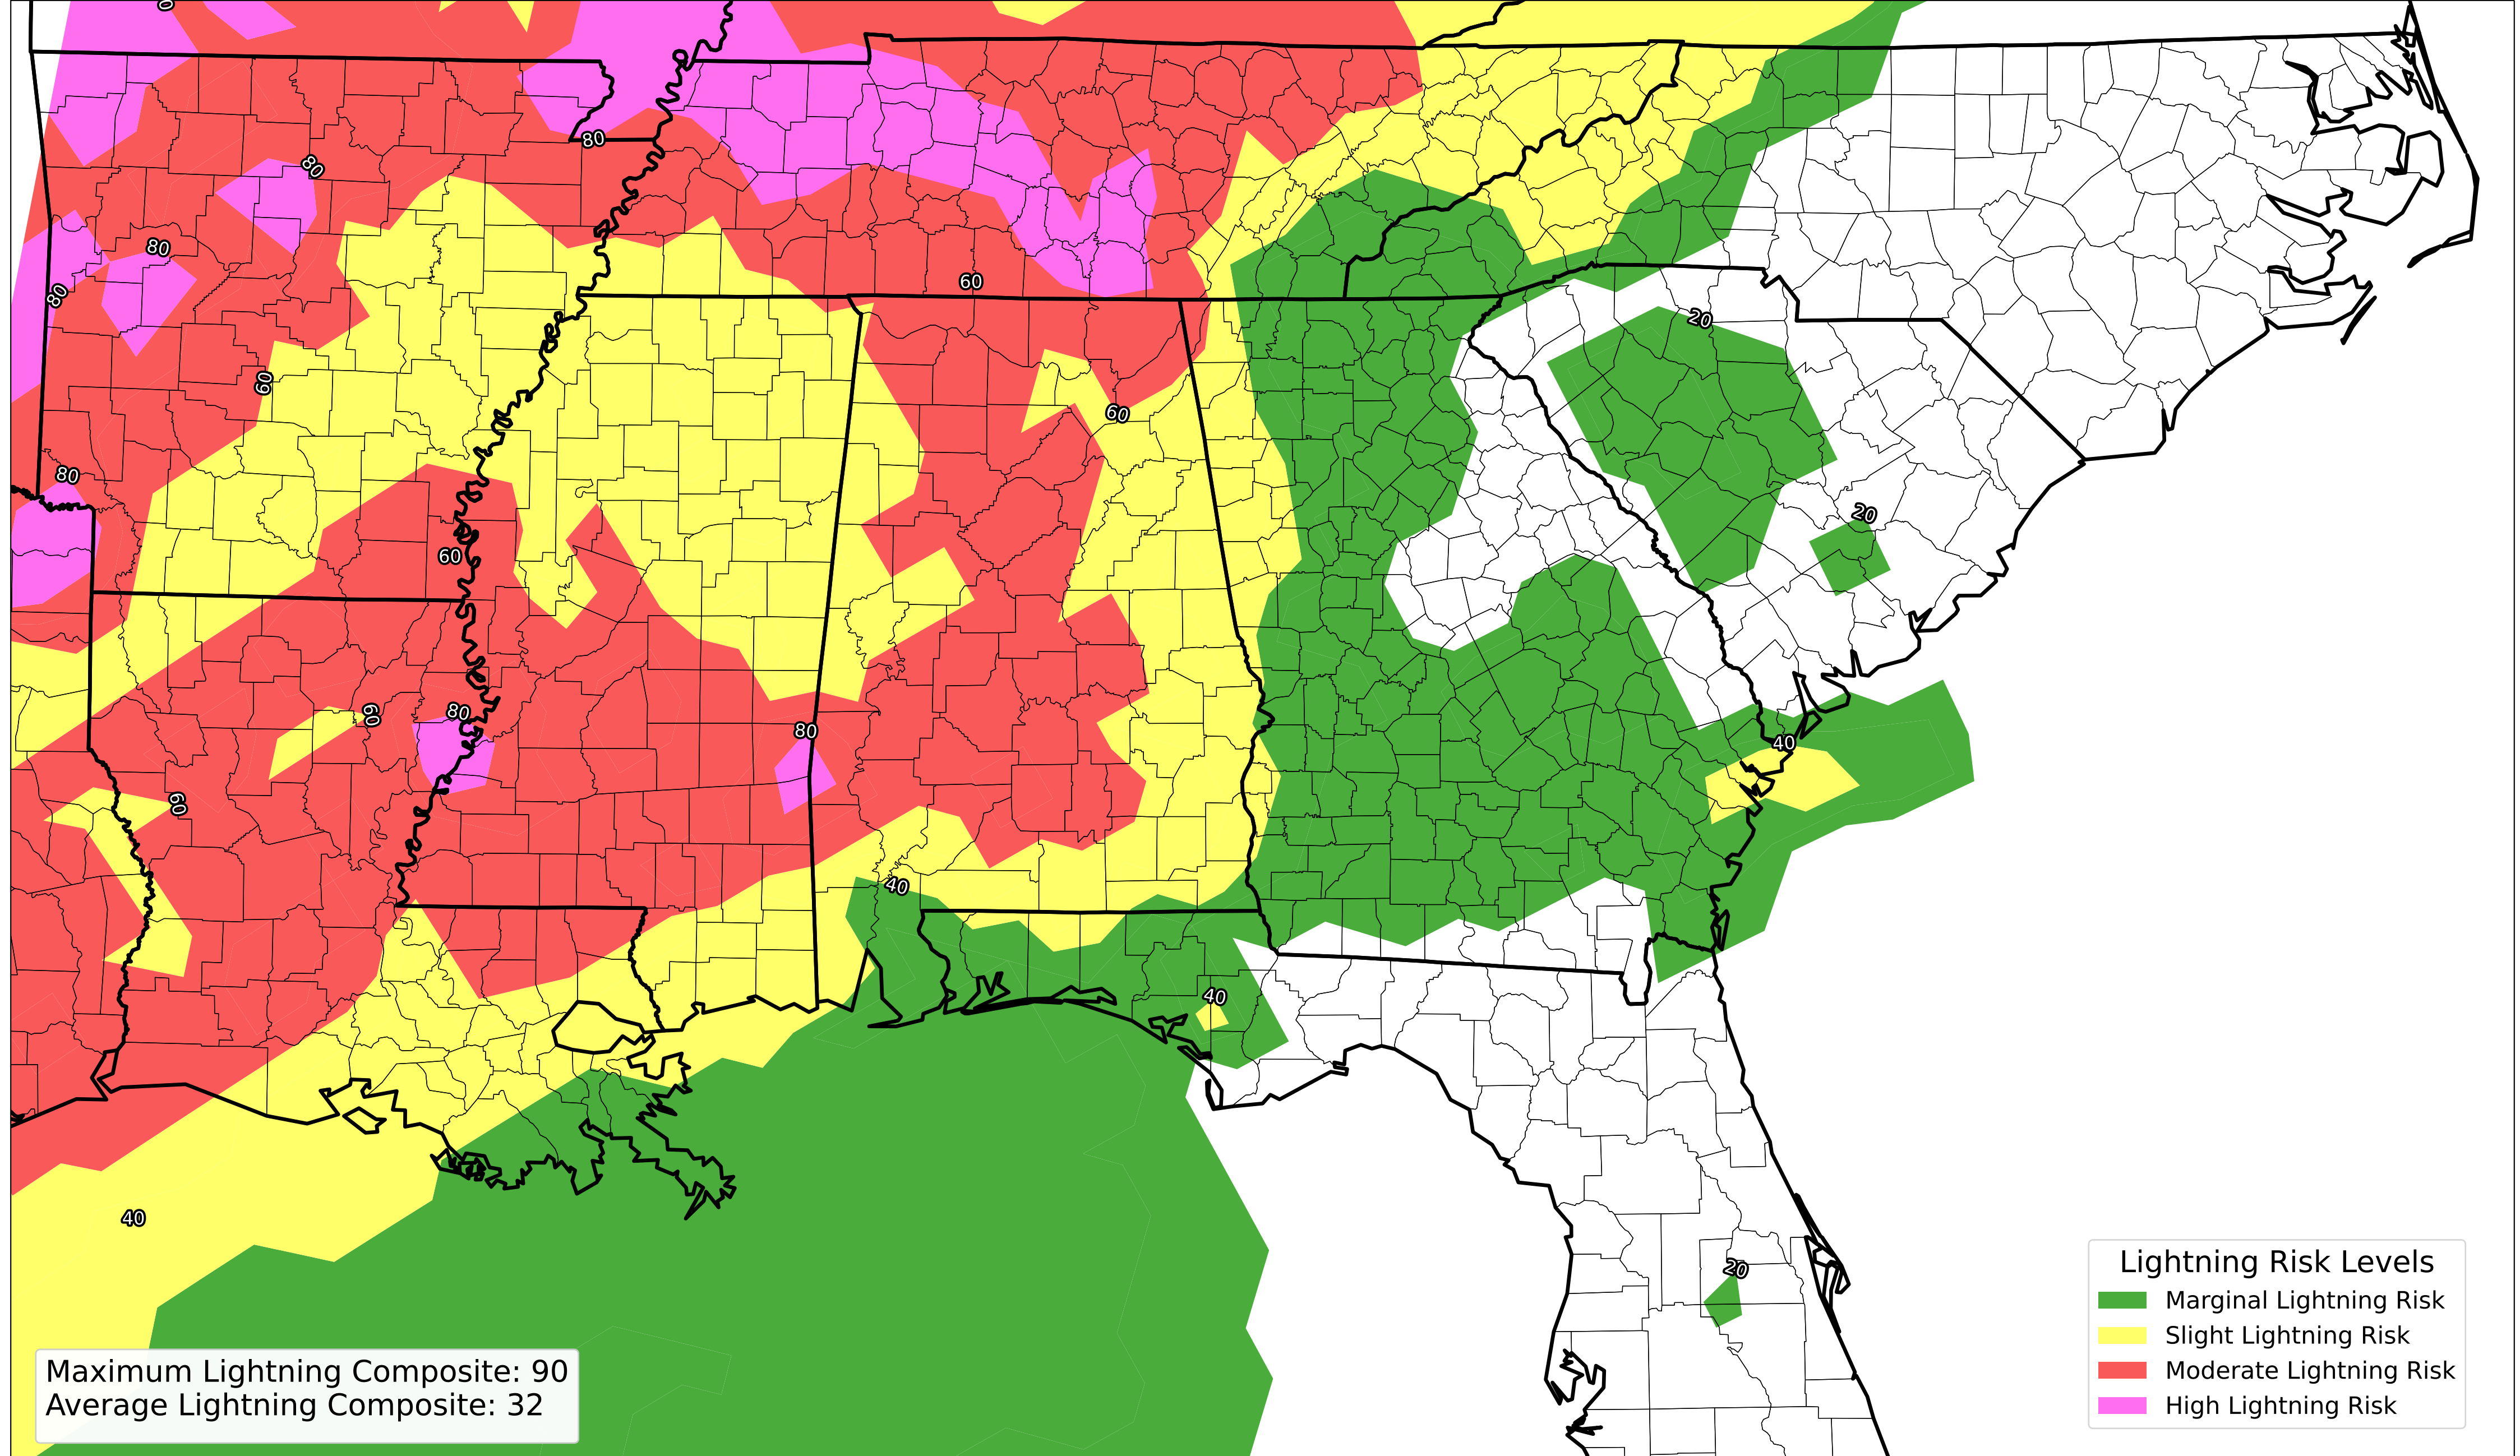 80
80
80
80
60
20
60
60
80
20
60
60
80
80
40
60
40
40
40
20
Lightning Risk Levels
Marginal Lightning Risk
Slight Lightning Risk
Moderate Lightning Risk
High Lightning Risk
Maximum Lightning Composite: 90
Average Lightning Composite: 32